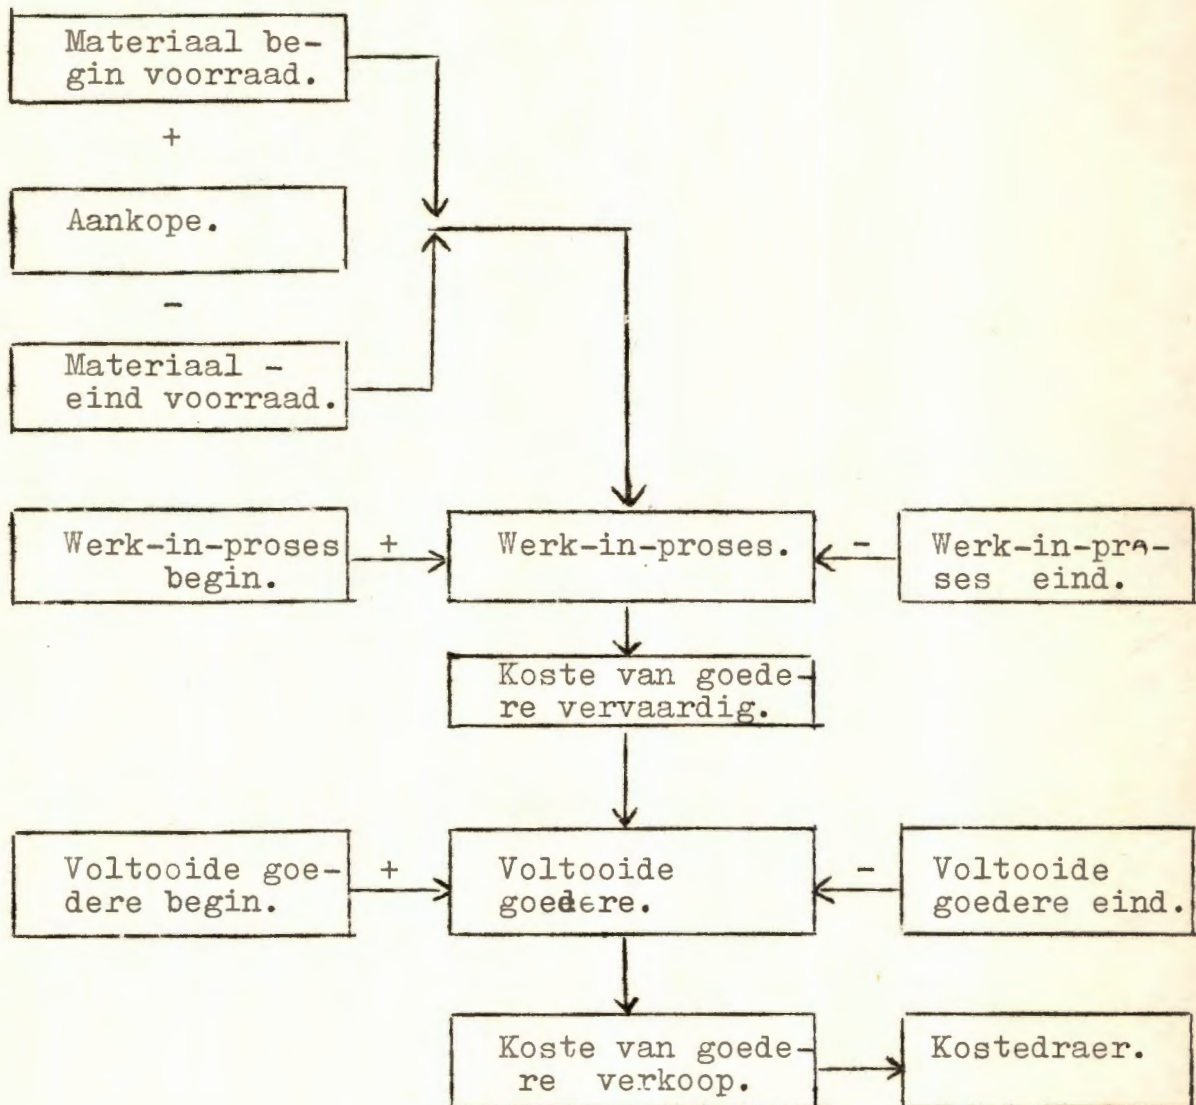 Materiaal be-
gin voorraad.
+
Aankope.
-
Materiaal -
eind voorraad.
Werk-in-proses
begin.
+
Werk-in-proses.
-
Werk-in-pro-
ses eind.
Koste van goede-
re vervaardig.
Voltooide goe-
dere begin.
+
Voltooide
goedere.
-
Voltooide
goedere eind.
Koste van goede-
re verkoop.
Kostedraer.